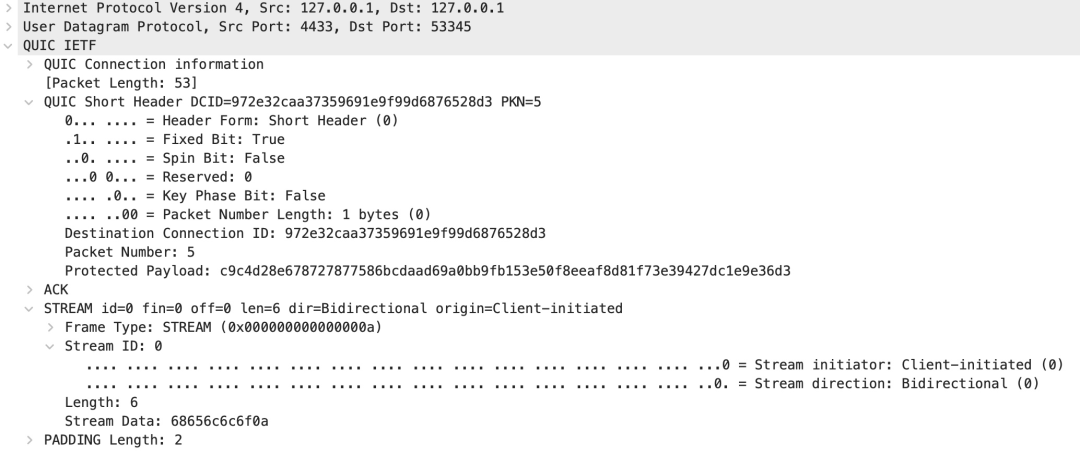 Internet Protocol Version 4, Src: 127.0.0.1, Dst: 127.0.0.1
User Datagram Protocol, Src Port: 4433, Dst Port: 53345
QUIC IETF
QUIC Connection information
[Packet Length: 53]
QUIC Short Header DCID=972e32caa37359691e9f99d6876528d3 PKN=5
0... .... = Header Form: Short Header (0)
.1.. .... = Fixed Bit: True
..0. .... = Spin Bit: False
...0 0... = Reserved: 0
.... .0.. = Key Phase Bit: False
.... ..00 = Packet Number Length: 1 bytes (0)
Destination Connection ID: 972e32caa37359691e9f99d6876528d3
Packet Number: 5
Protected Payload: c9c4d28e678727877586bcdaad69a0bb9fb153e50f8eeaf8d81f73e39427dc1e9e36d3
ACK
STREAM id=0 fin=0 off=0 len=6 dir=Bidirectional origin=Client-initiated
Frame Type: STREAM (0x000000000000000a)
Stream ID: 0
.... .... .... .... .... .... .... .... .... .... .... .... .... .... .... ...0 = Stream initiator: Client-initiated (0)
.... .... .... .... .... .... .... .... .... .... .... .... .... .... .... ..0. = Stream direction: Bidirectional (0)
Length: 6
Stream Data: 68656c6c6f0a
PADDING Length: 2